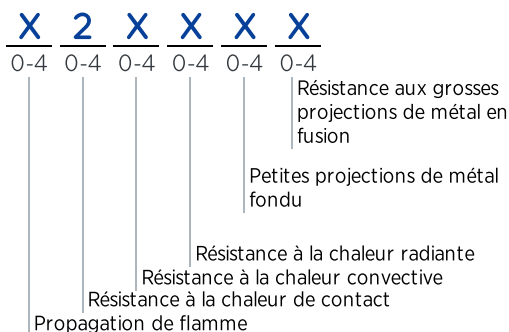 X 2 X X X X
0-4 0-4 0-4 0-4 0-4 0-4
Résistance aux grosses
projections de métal en
fusion
Petites projections de métal
fondu
Résistance à la chaleur radiante
Résistance à la chaleur convective
Résistance à la chaleur de contact
Propagation de flamme